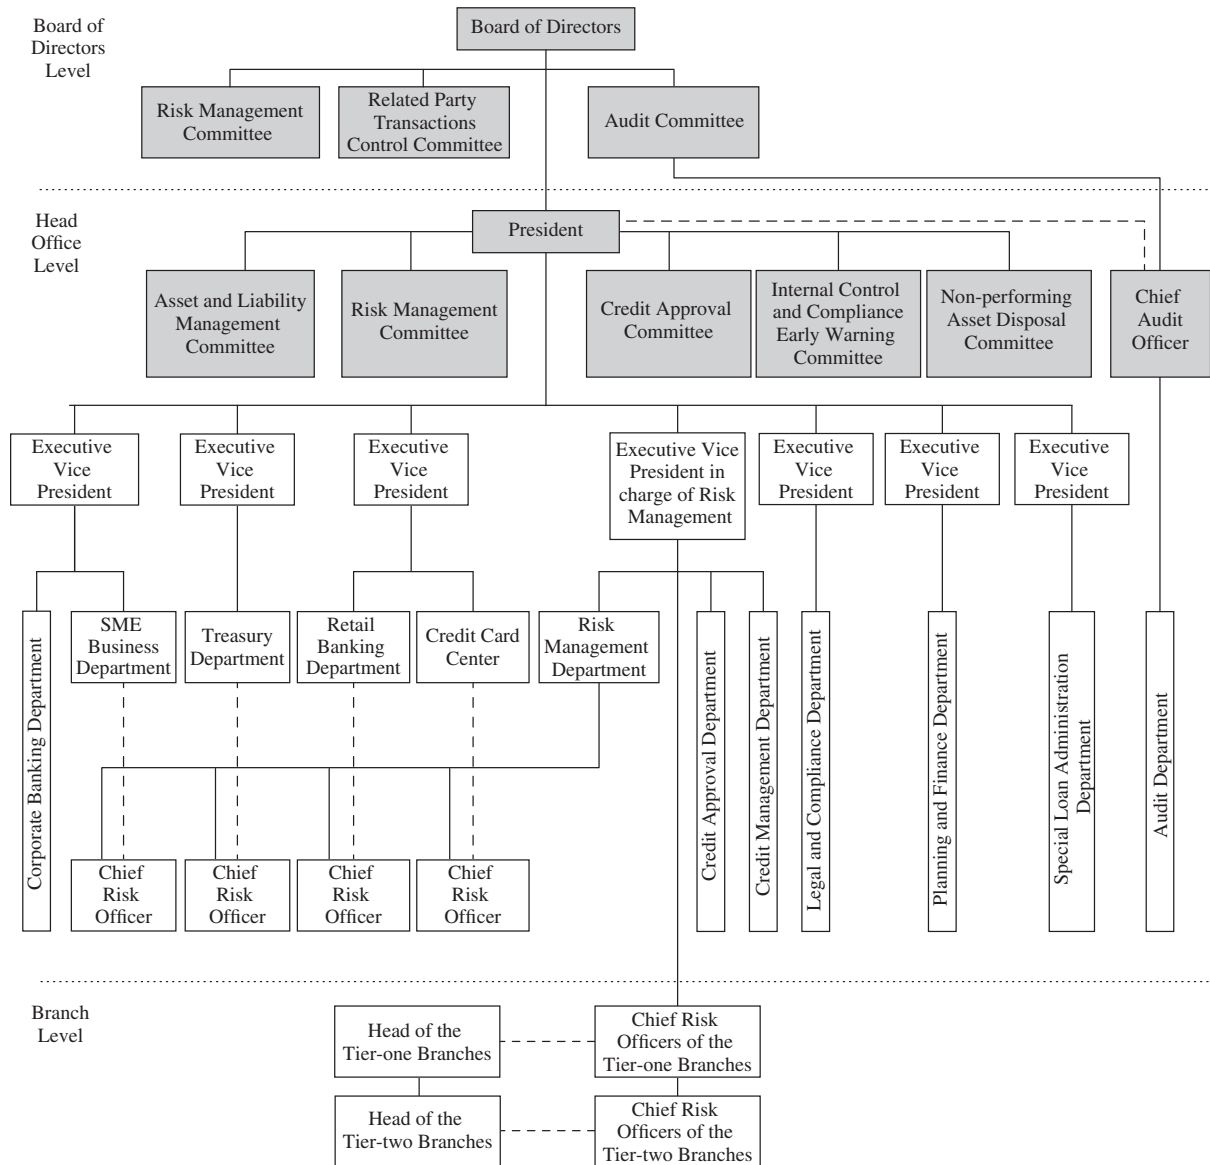 Board of
Directors
Level
Board of Directors
Risk Management
Committee
Related Party
Transactions
Control Committee
Audit Committee
Head
Office
Level
President
Asset and Liability
Management
Committee
Risk Management
Committee
Credit Approval
Committee
Internal Control
and Compliance
Early Warning
Committee
Non-performing
Asset Disposal
Committee
Chief
Audit
Officer
Executive
Vice
President
Executive
Vice
President
Executive
Vice
President
Executive Vice
President in
charge of Risk
Management
Executive
Vice
President
Executive
Vice
President
Executive
Vice
President
Corporate Banking Department
SME
Business
Department
Treasury
Department
Retail
Banking
Department
Credit Card
Center
Risk
Management
Department
Credit Approval Department
Credit Management Department
Legal and Compliance Department
Planning and Finance Department
Special Loan Administration
Department
Audit Department
Chief
Risk
Officer
Chief
Risk
Officer
Chief
Risk
Officer
Chief
Risk
Officer
Branch
Level
Head of the
Tier-one Branches
Chief Risk
Officers of the
Tier-one Branches
Head of the
Tier-two Branches
Chief Risk
Officers of the
Tier-two Branches